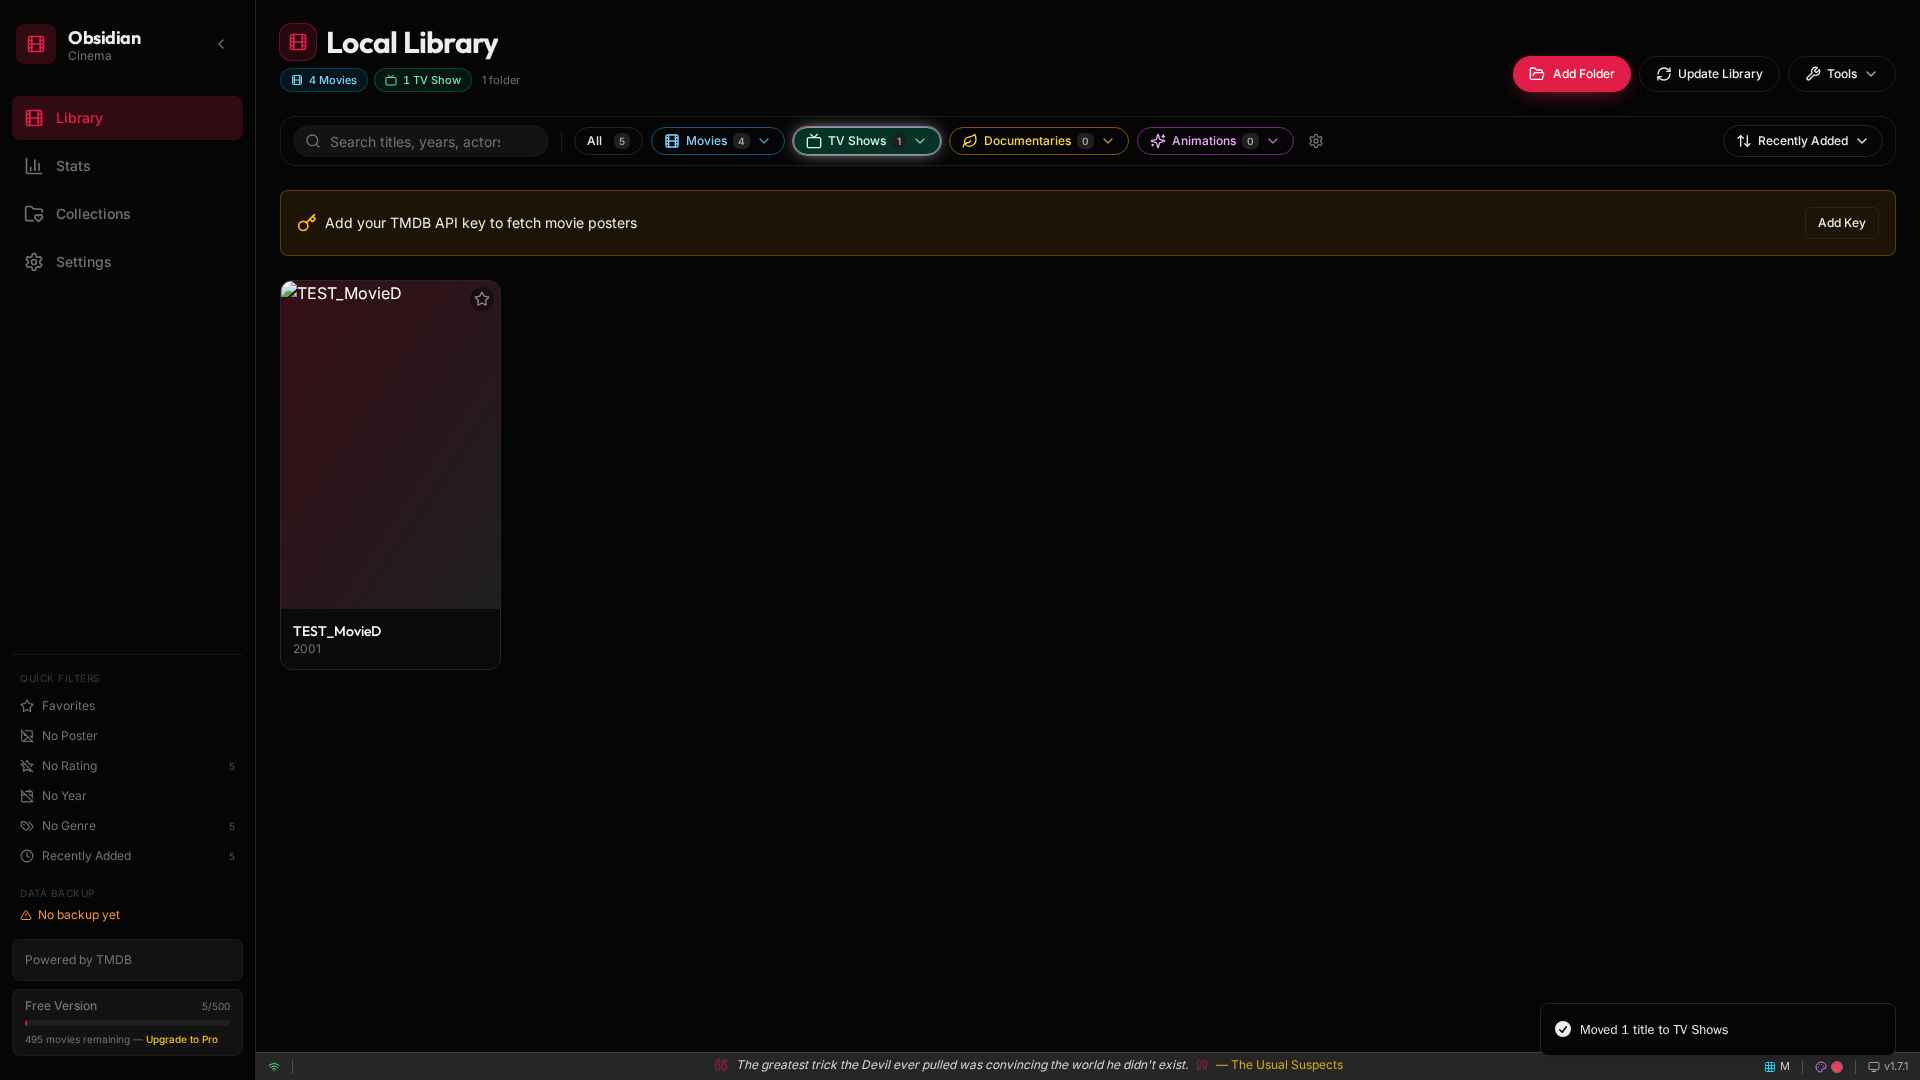 Obsidian
Cinema
Library
Stats
Collections
Settings
QUICK FILTERS
Favorites
No Poster
No Rating 5
No Year
No Genre 5
Recently Added 5
DATA BACKUP
No backup yet
Powered by TMDB
Free Version 5/500
495 movies remaining — Upgrade to Pro
Local Library
4 Movies 1 TV Show 1 folder
Add Folder Update Library Tools
Search titles, years, actors
All 5 Movies 4 TV Shows 1 Documentaries 0 Animations 0 Recently Added
Add your TMDB API key to fetch movie posters Add Key
TEST_MovieD
TEST_MovieD
2001
Moved 1 title to TV Shows
The greatest trick the Devil ever pulled was convincing the world he didn't exist. — The Usual Suspects
M v1.7.1